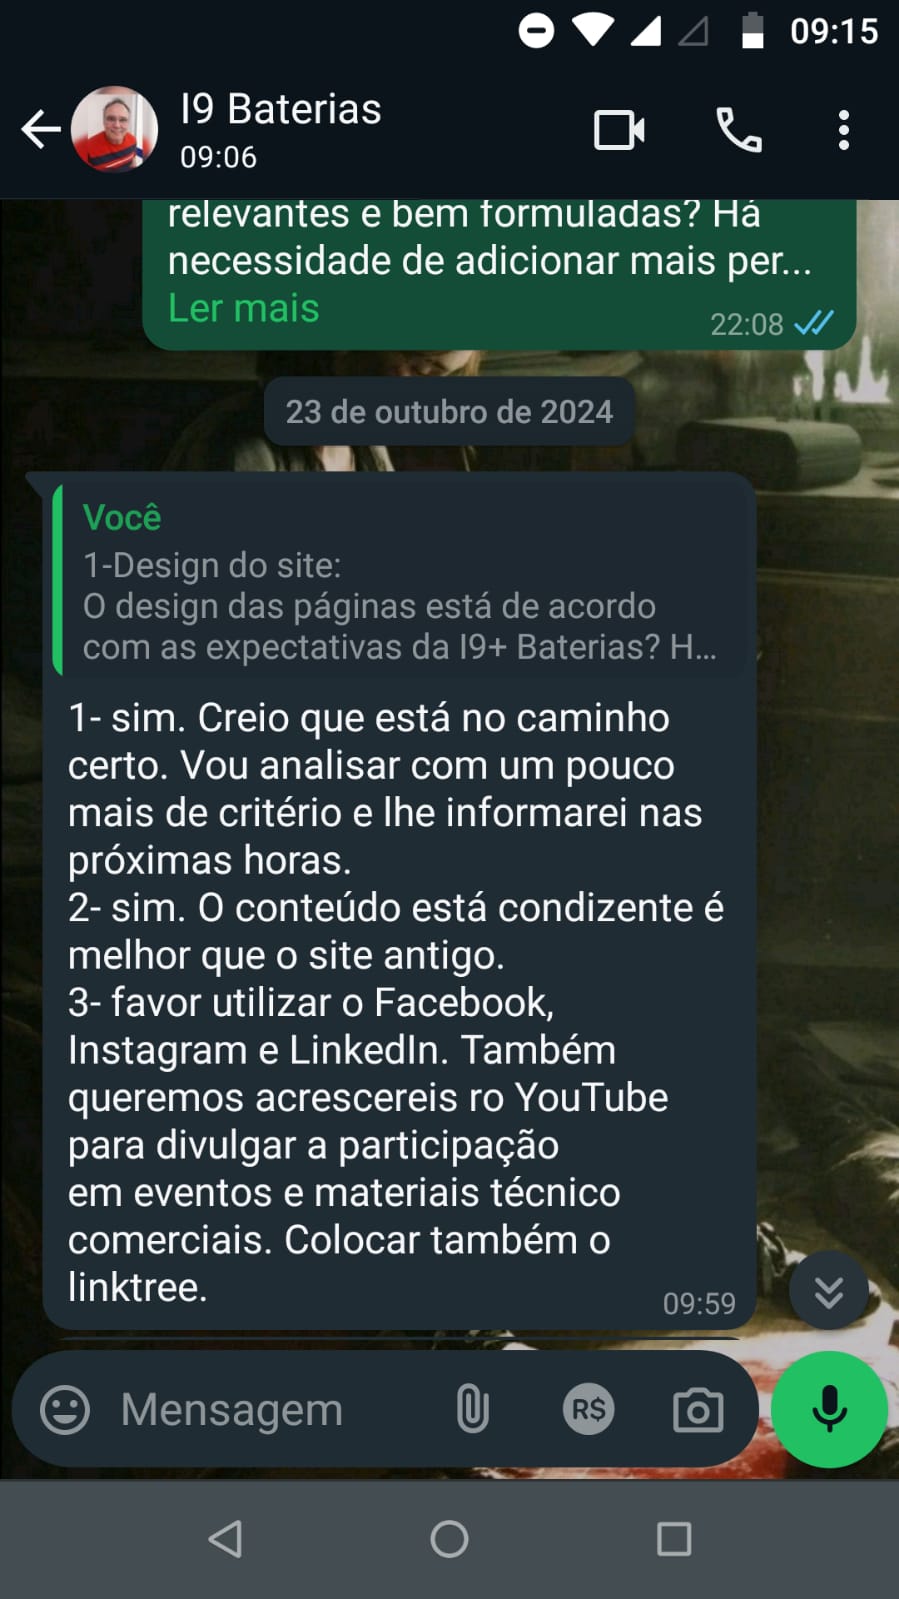 09:15
I9 Baterias
09:06
relevantes e bem formuladas? Há
necessidade de adicionar mais per...
Ler mais
22:08
23 de outubro de 2024
Você
1-Design do site:
O design das páginas está de acordo
com as expectativas da I9+ Baterias? H...
1- sim. Creio que está no caminho
certo. Vou analisar com um pouco
mais de critério e lhe informarei nas
próximas horas.
2- sim. O conteúdo está condizente é
melhor que o site antigo.
3- favor utilizar o Facebook,
Instagram e LinkedIn. Também
queremos acrescereis ro YouTube
para divulgar a participação
em eventos e materiais técnico
comerciais. Colocar também o
linktree.
09:59
Mensagem
R$